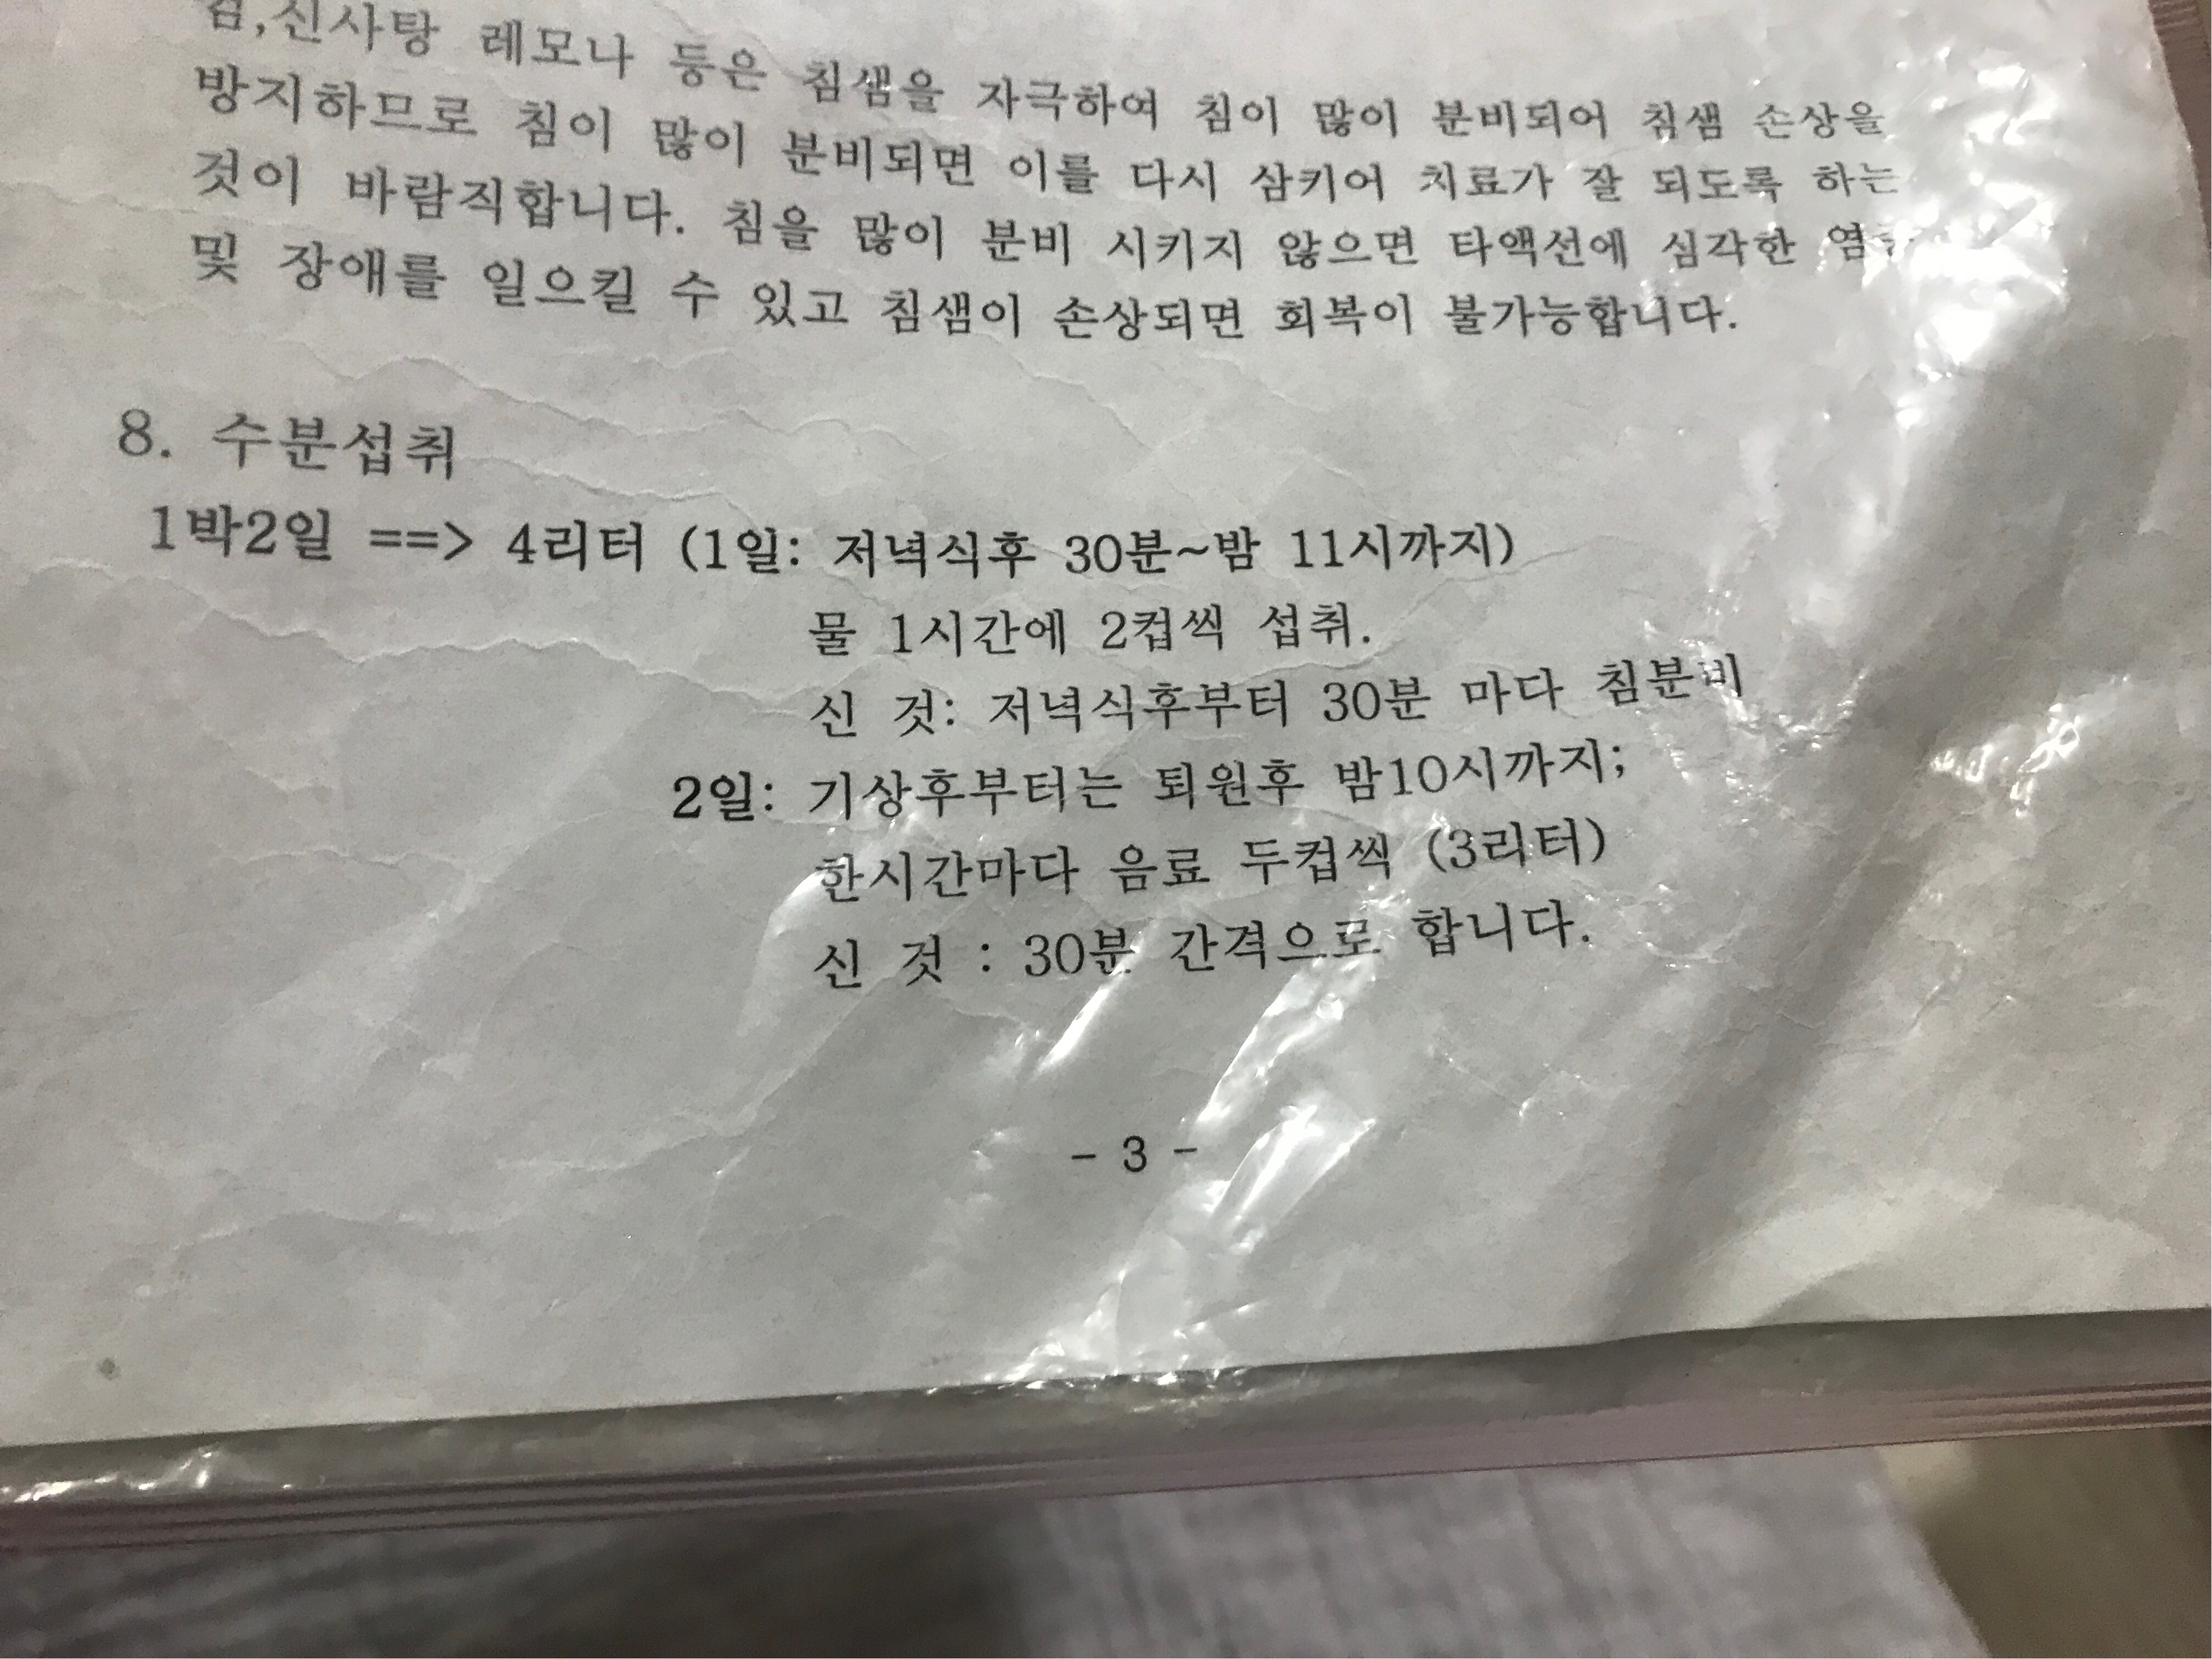 껌,신사탕 레모나 등은 침샘을 자극하여 침이 많이 분비되어 침샘 손상을
방지하므로 침이 많이 분비되면 이를 다시 삼키어 치료가 잘 되도록 하는
것이 바람직합니다. 침을 많이 분비 시키지 않으면 타액선에 심각한
및 장애를 일으킬 수 있고 침샘이 손상되면 회복이 불가능합니다.
8. 수분섭취
1박2일 ==> 4리터 (1일: 저녁식후 30분~밤 11시까지)
물 1시간에 2컵씩 섭취.
신 것: 저녁식후부터 30분 마다 침분비
2일: 기상후부터는 퇴원후 밤10시까지;
한시간마다 음료 두컵씩 (3리터)
신 것 : 30분 간격으로 합니다.
- 3 -